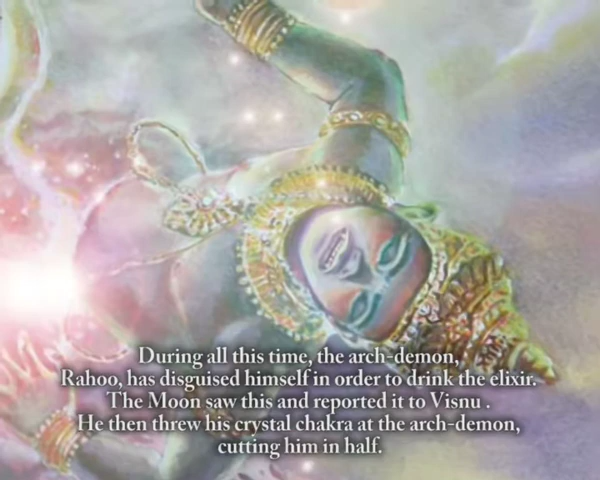 During all this time, the arch-demon,
Rahoo, has disguised himself in order to drink the elixir.
The Moon saw this and reported it to Visnu .
He then threw his crystal chakra at the arch-demon,
cutting him in half.